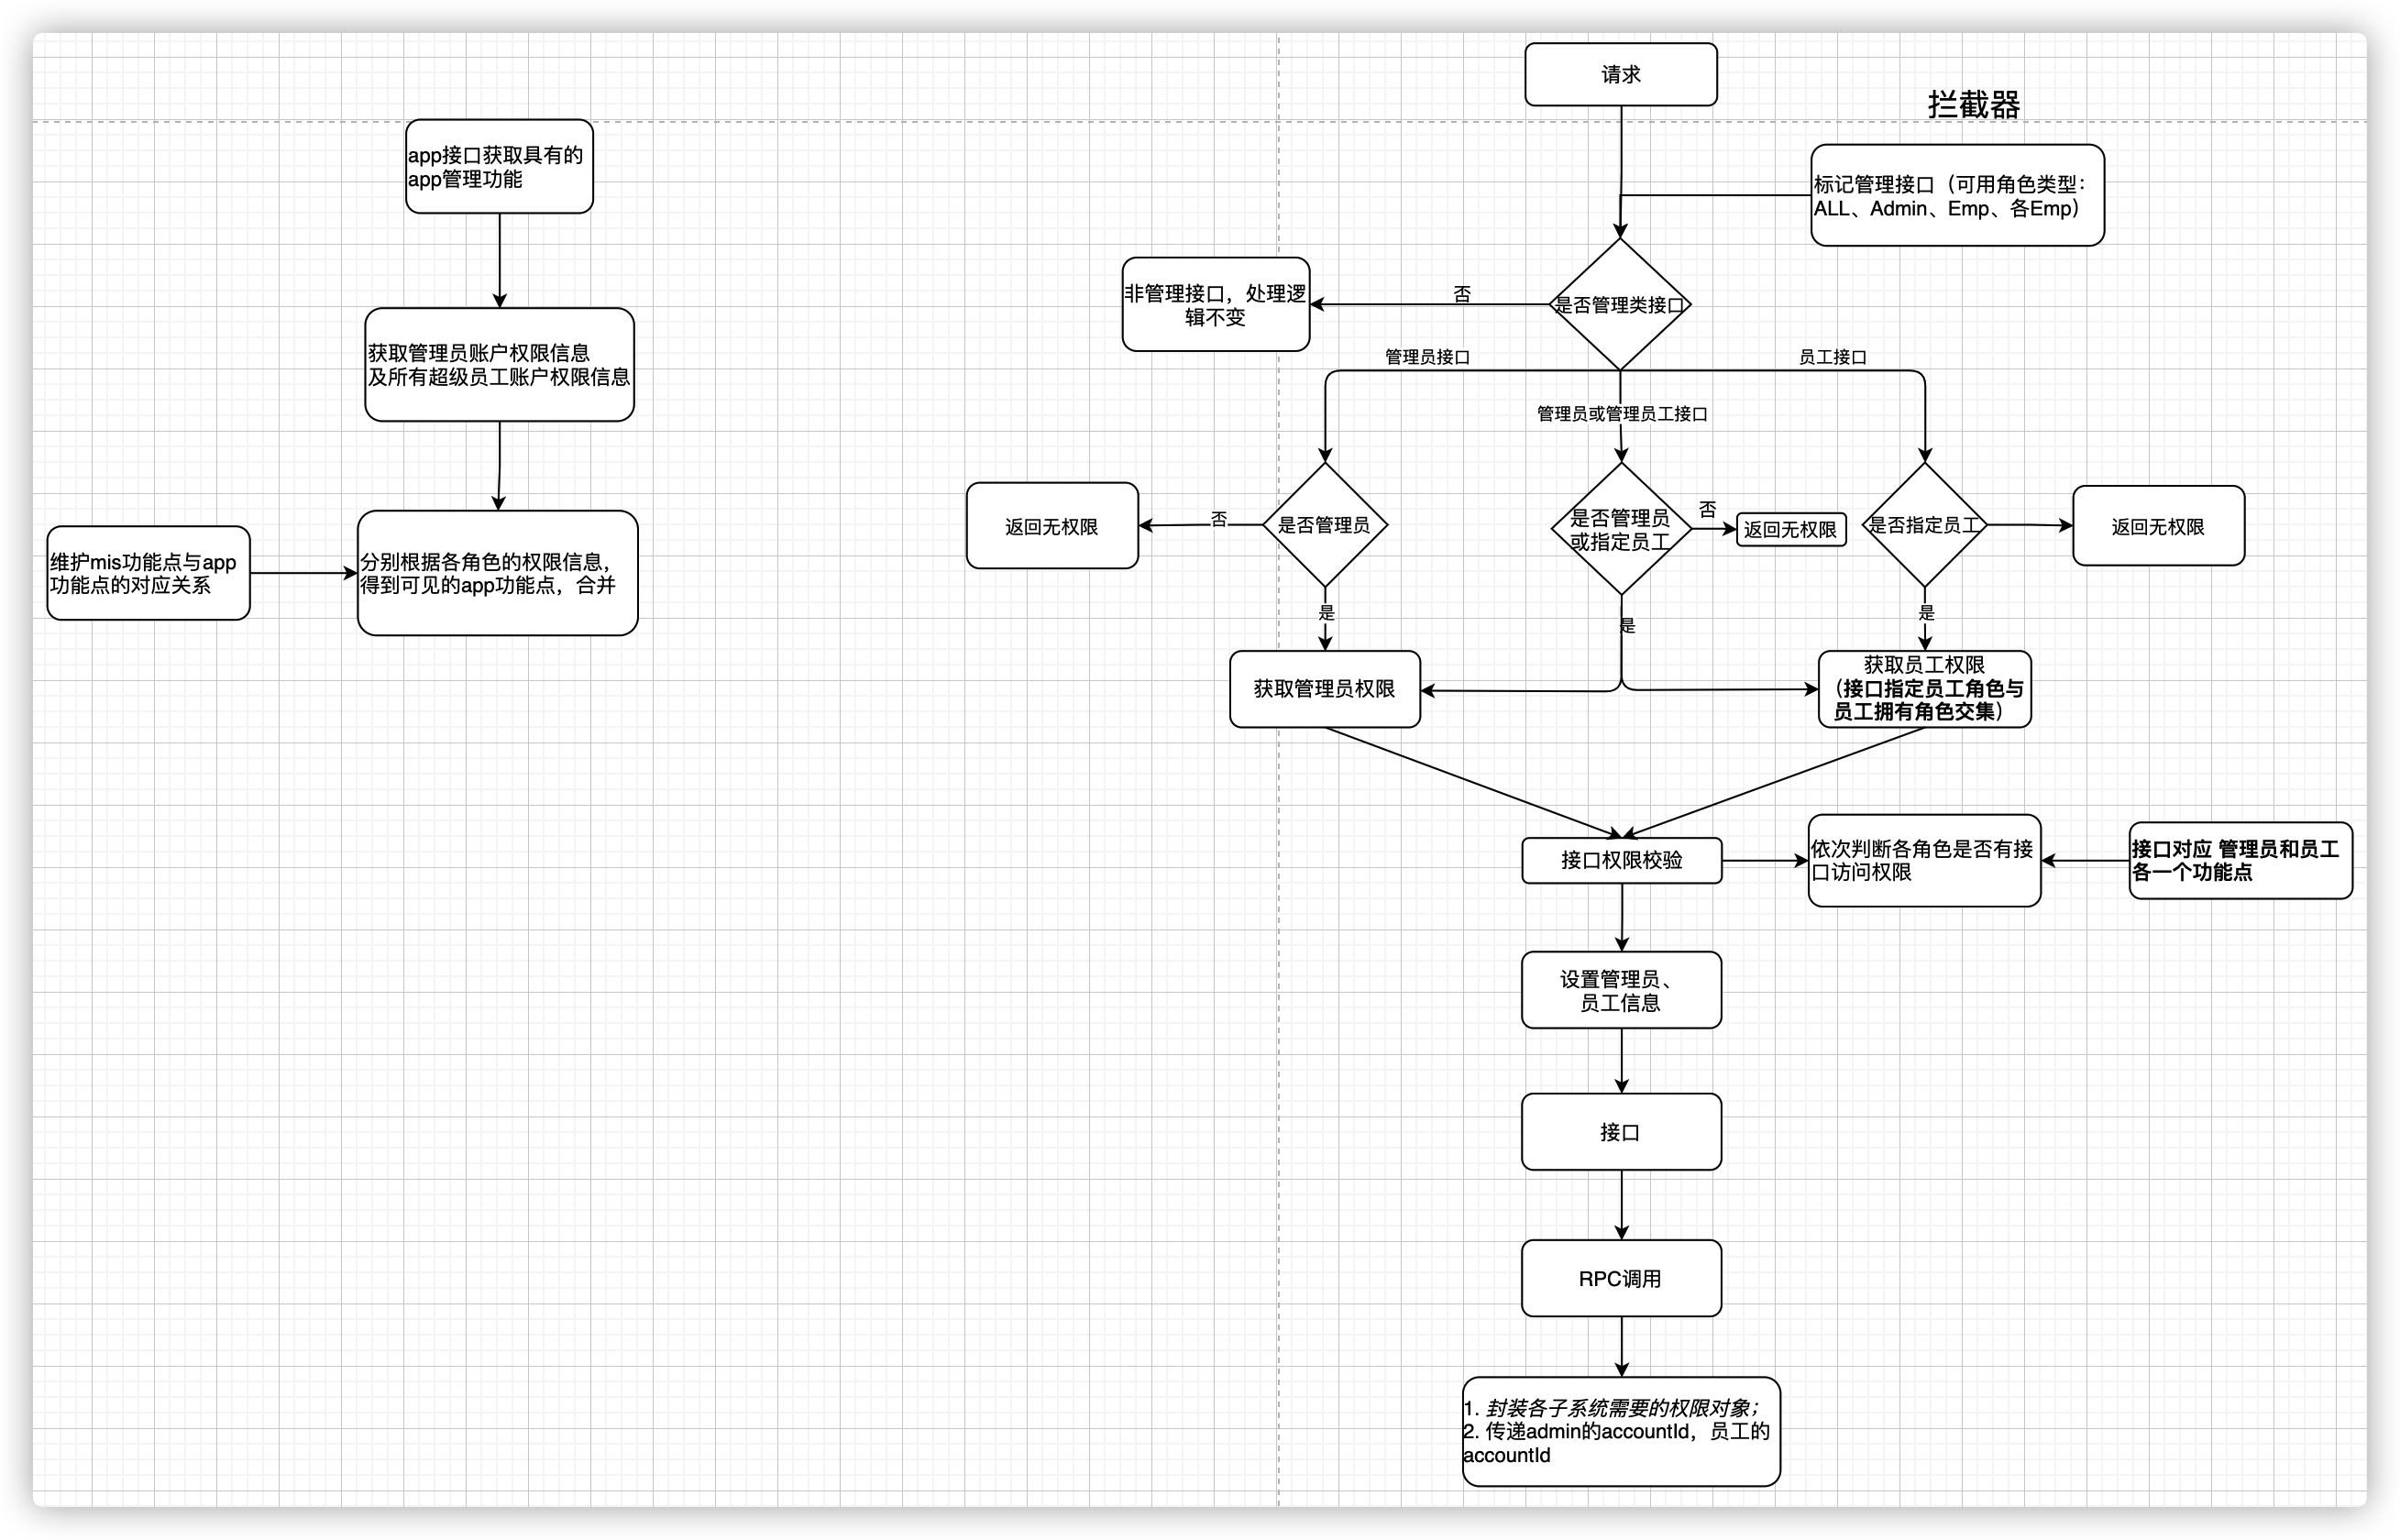 请求
拦截器
app接口获取具有的
app管理功能
标记管理接口（可用角色类型：
ALL、Admin、Emp、各Emp）
非管理接口，处理逻
辑不变
否
是否管理类接口
获取管理员账户权限信息
及所有超级员工账户权限信息
管理员接口
员工接口
管理员或管理员工接口
返回无权限
否
是否管理员
是否管理员
或指定员工
否
返回无权限
是否指定员工
返回无权限
维护mis功能点与app
功能点的对应关系
分别根据各角色的权限信息，
得到可见的app功能点，合并
是
是
是
获取管理员权限
获取员工权限
（接口指定员工角色与
员工拥有角色交集）
接口权限校验
依次判断各角色是否有接
口访问权限
接口对应 管理员和员工
各一个功能点
设置管理员、
员工信息
接口
RPC调用
1. 封装各子系统需要的权限对象；
2. 传递admin的accountId，员工的
accountId